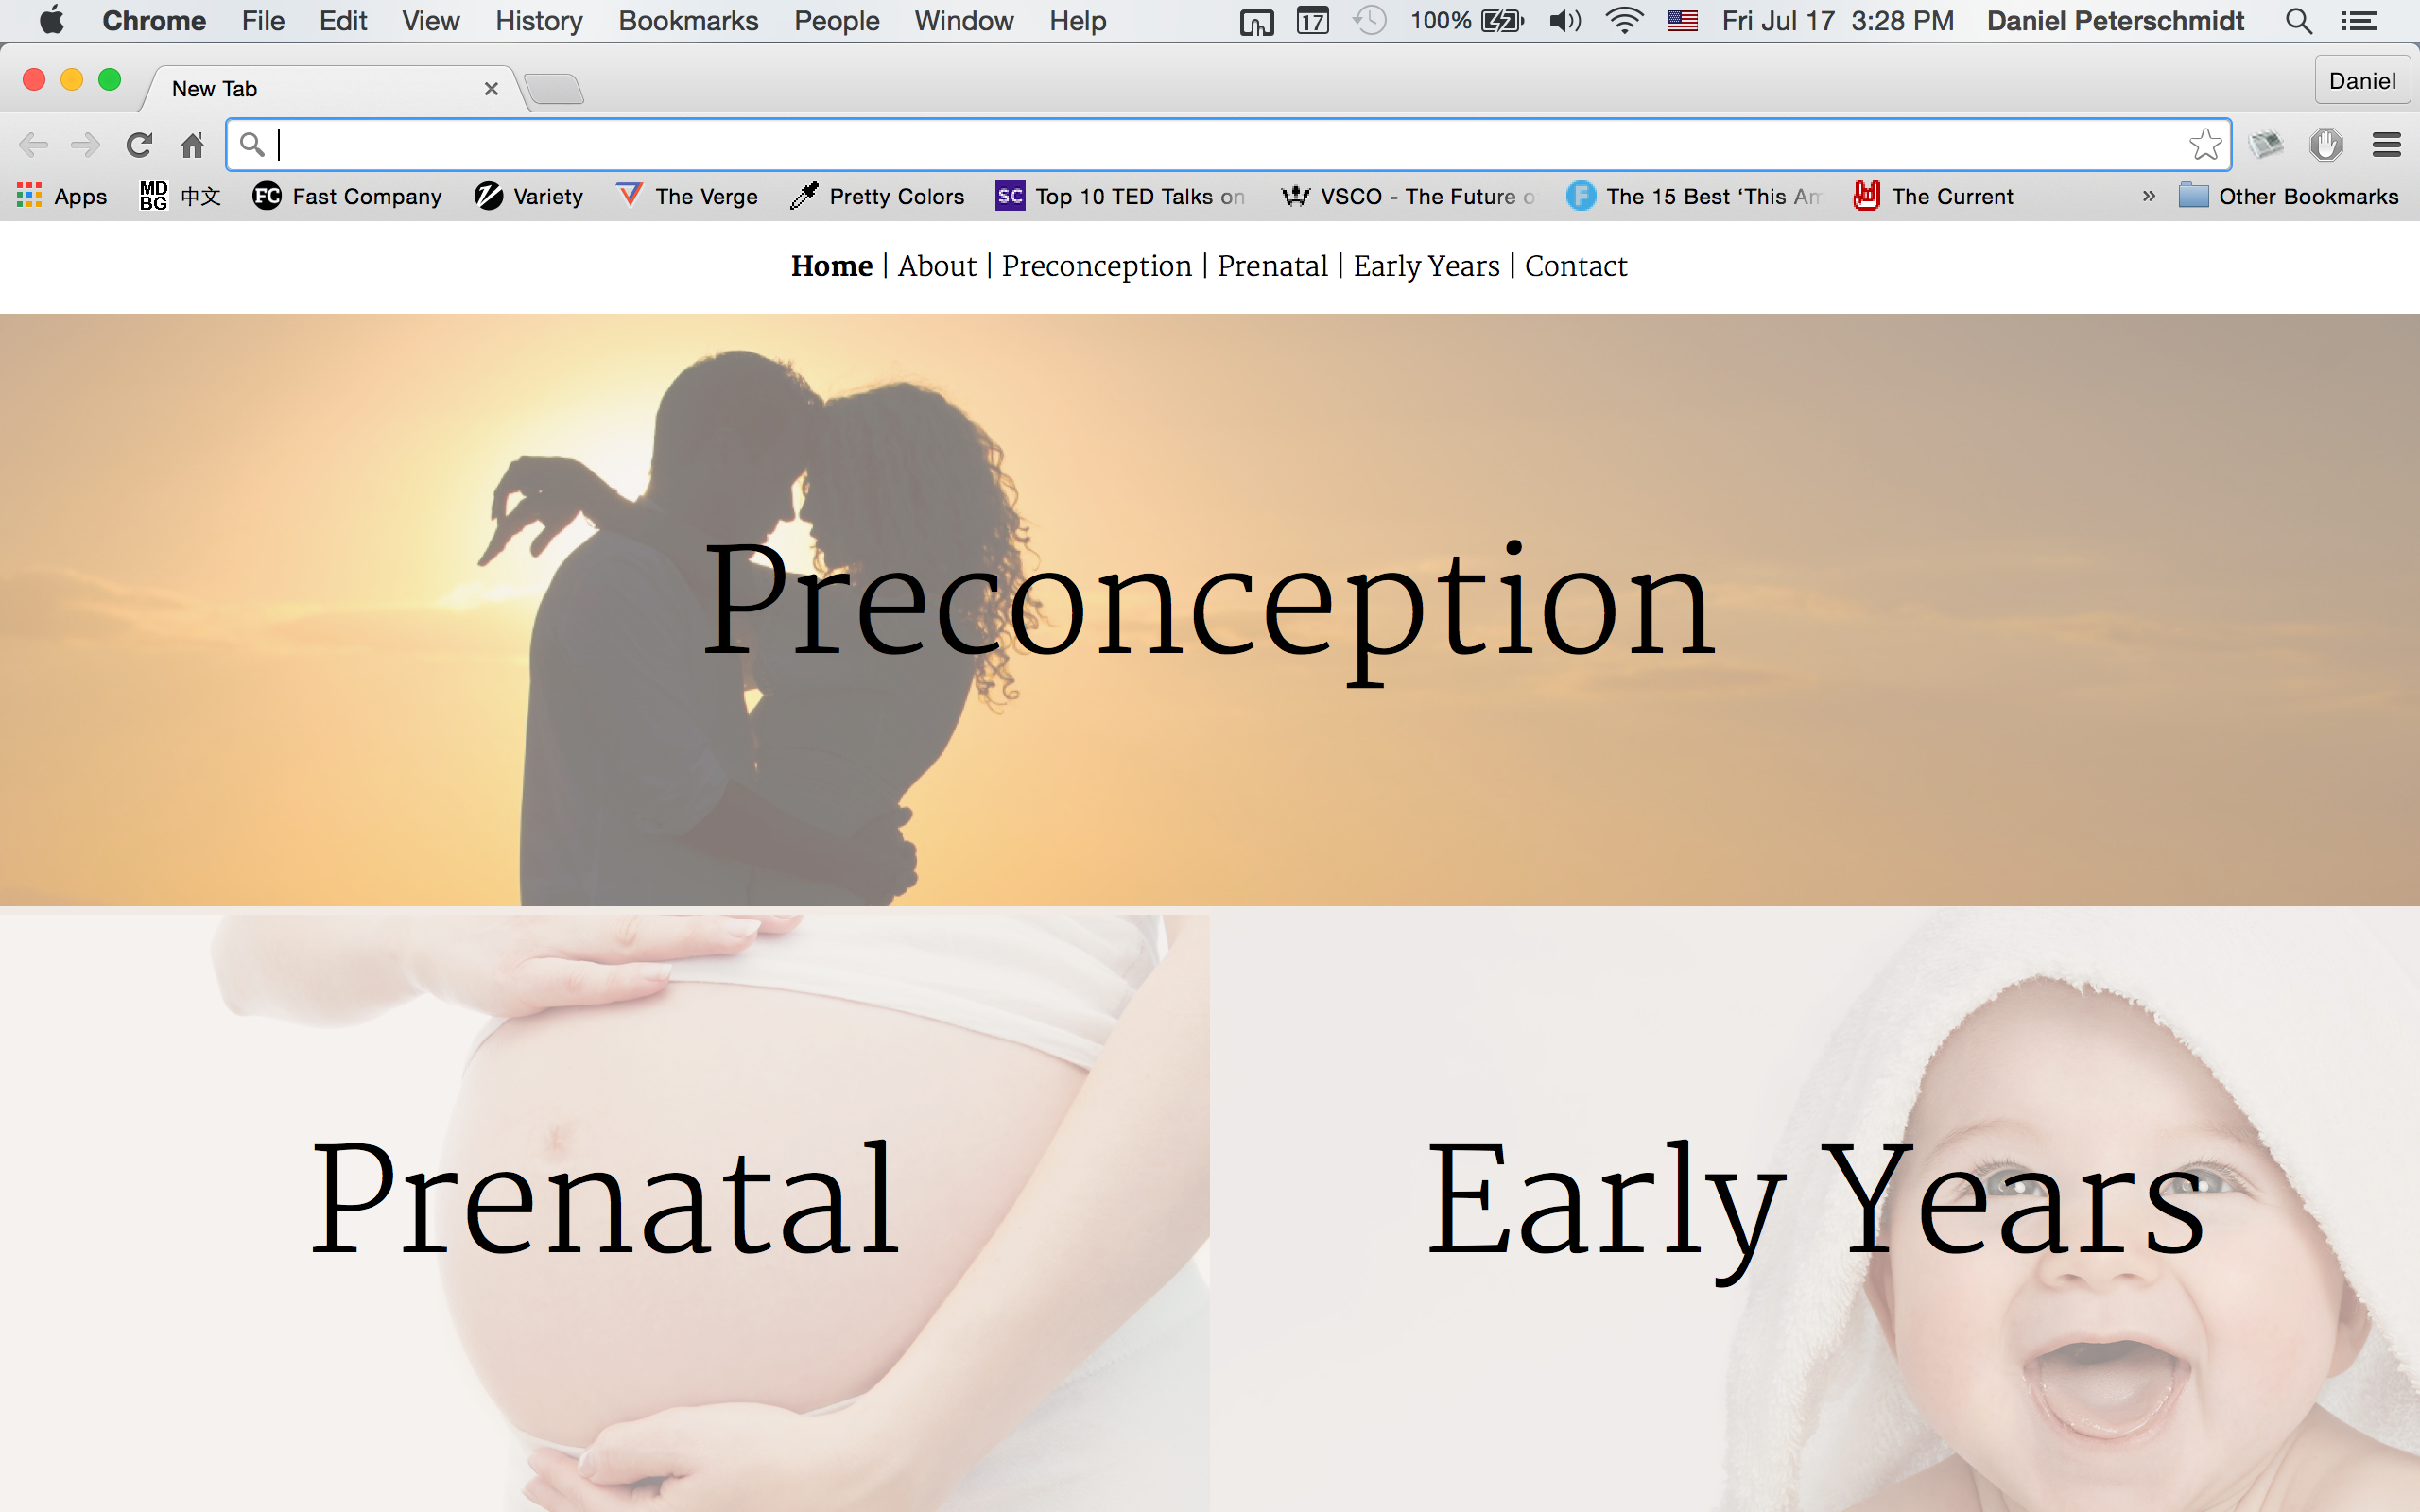 Chrome File Edit View History Bookmarks People Window Help 17 100% Fri Jul 17 3:28 PM Daniel Peterschmidt
New Tab Daniel
Apps MDBG 中文 FC Fast Company Variety The Verge Pretty Colors SC Top 10 TED Talks on VSCO - The Future o F The 15 Best ‘This Am The Current » Other Bookmarks
Home | About | Preconception | Prenatal | Early Years | Contact
Preconception
Prenatal
Early Years